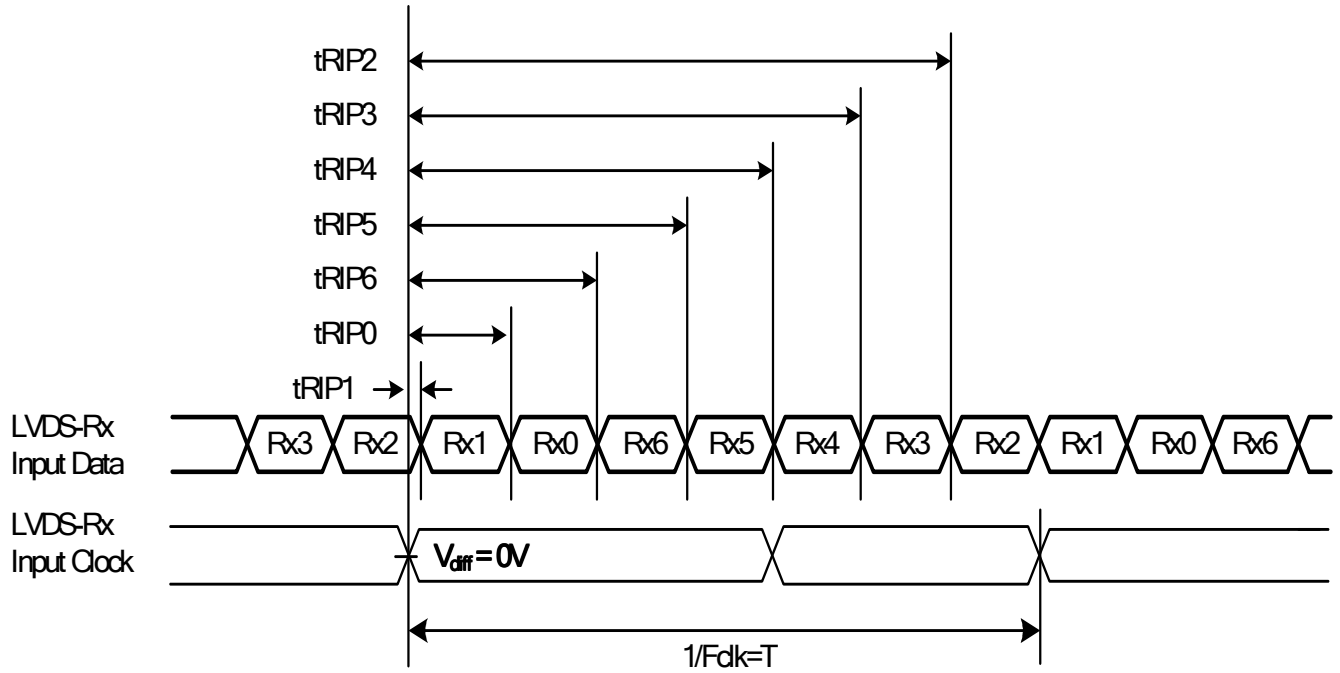 tRIP2
tRIP3
tRIP4
tRIP5
tRIP6
tRIP0
tRIP1
LVDS-Rx
Input Data
Rx3 Rx2 Rx1 Rx0 Rx6 Rx5 Rx4 Rx3 Rx2 Rx1 Rx0 Rx6
LVDS-Rx
Input Clock
Vdiff = 0V
1/Fclk=T